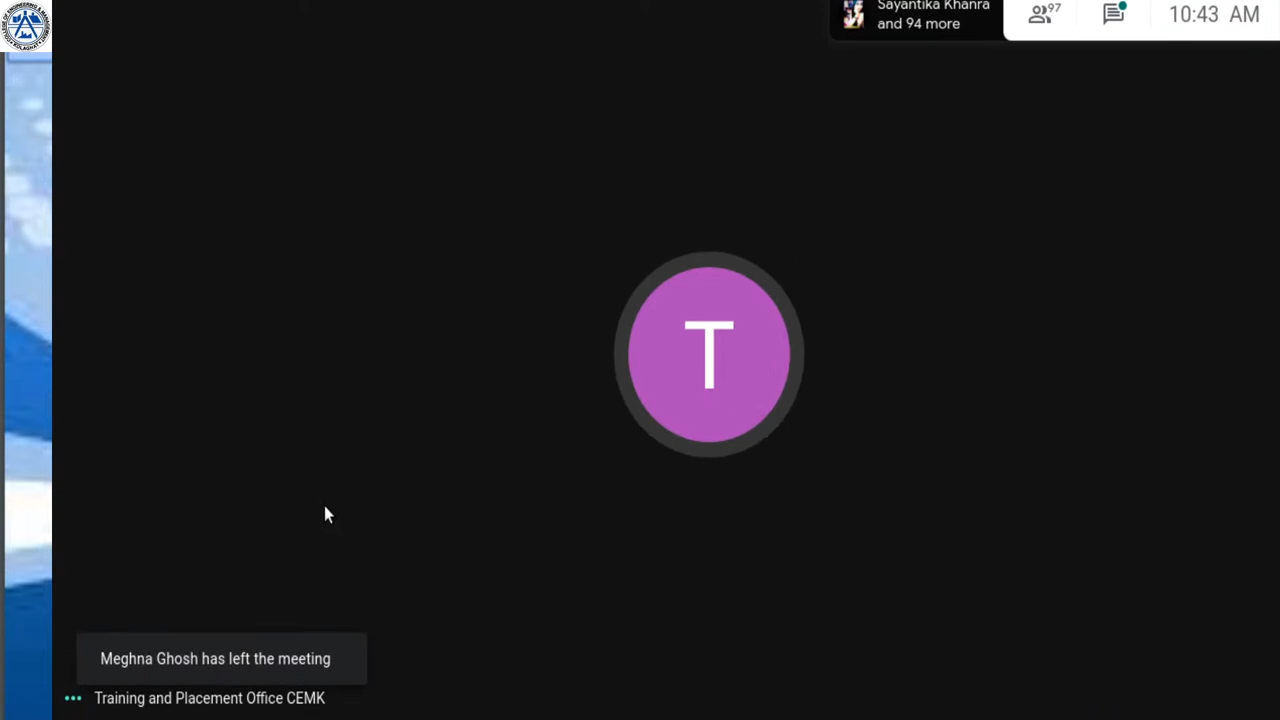 Sayantika Khanra
and 94 more
97
10:43 AM
T
Meghna Ghosh has left the meeting
Training and Placement Office CEMK